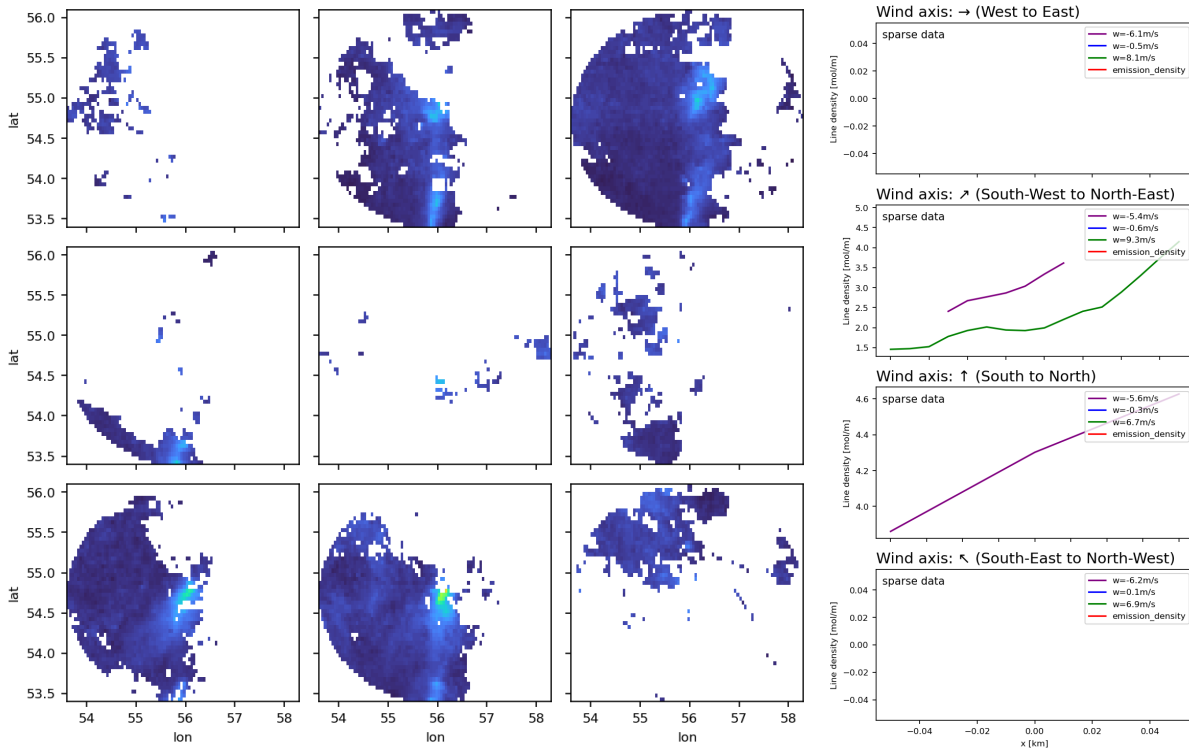 56.0
55.5
55.0
54.5
54.0
53.5
lat
56.0
55.5
55.0
54.5
54.0
53.5
lat
56.0
55.5
55.0
54.5
54.0
53.5
lat
54 55 56 57 58
lon
54 55 56 57 58
lon
54 55 56 57 58
lon
Wind axis: → (West to East)
sparse data
w=-6.1m/s
w=-0.5m/s
w=8.1m/s
emission_density
0.04
0.02
0.00
−0.02
−0.04
Line density [mol/m]
Wind axis: ↗ (South-West to North-East)
sparse data
w=-5.4m/s
w=-0.6m/s
w=9.3m/s
emission_density
5.0
4.5
4.0
3.5
3.0
2.5
2.0
1.5
Line density [mol/m]
Wind axis: ↑ (South to North)
sparse data
w=-5.6m/s
w=-0.3m/s
w=6.7m/s
emission_density
4.6
4.4
4.2
4.0
Line density [mol/m]
Wind axis: ↖ (South-East to North-West)
sparse data
w=-6.2m/s
w=0.1m/s
w=6.9m/s
emission_density
0.04
0.02
0.00
−0.02
−0.04
Line density [mol/m]
−0.04 −0.02 0.00 0.02 0.04
x [km]